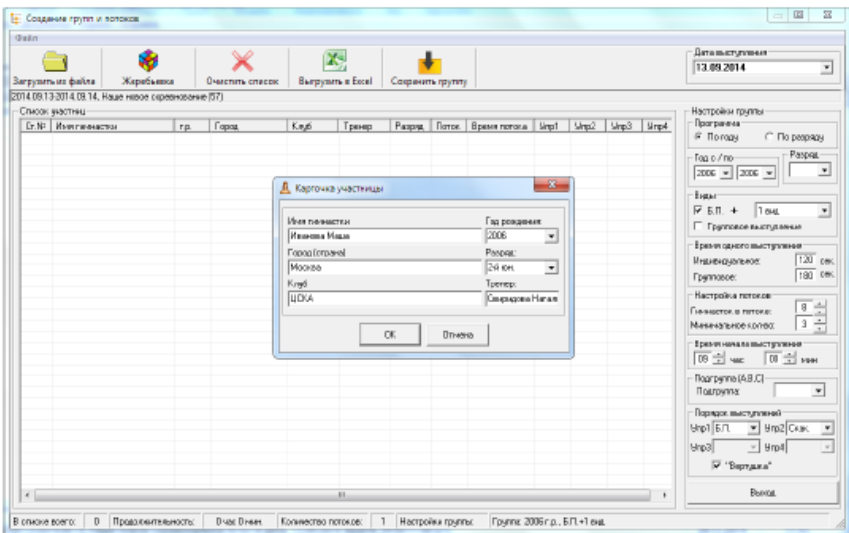 Создание групп и потоков
Файл
Загрузить из файла Жеребьевка Очистить список Выгрузить в Excel Сохранить группу
Дата выступления
13.09.2014
2014.09.13-2014.09.14, Наше новое соревнование (57)
Список участниц
Ст.№ Имя гимнастки г.р. Город Клуб Тренер Разряд Поток Время потока Упр1 Упр2 Упр3 Упр4
Карточка участницы
Имя гимнастки Год рождения:
Иванова Маша 2006
Город (страна) Разряд:
Москва 2-й юн.
Клуб Тренер:
ЦСКА Свиридова Натал
OK Отмена
Настройки группы
Программа
По году По разряду
Год с / по Разряд
2006 2006
Виды
Б.П. + 1 вид
Групповое выступление
Время одного выступления
Индивидуальное: 120 сек.
Групповое: 180 сек.
Настройка потоков
Гимнасток в потоке: 8
Минимальное кол-во: 3
Время начала выступления
09 час 00 мин
Подгруппа (A,B,C)
Подгруппа:
Порядок выступлений
Упр1 Б.П. Упр2 Скак.
Упр3 Упр4
"Вертушка"
Выход
В списке всего: 0 Продолжительность: 0 час 0 мин Количество потоков: 1 Настройки группы: Группа: 2006 г.р., Б.П.+1 вид